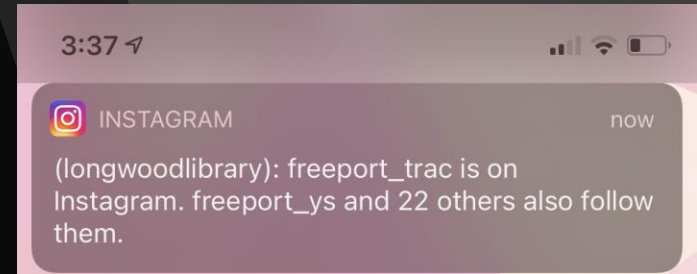 3:37
INSTAGRAM now
(longwoodlibrary): freeport_trac is on
Instagram. freeport_ys and 22 others also follow
them.